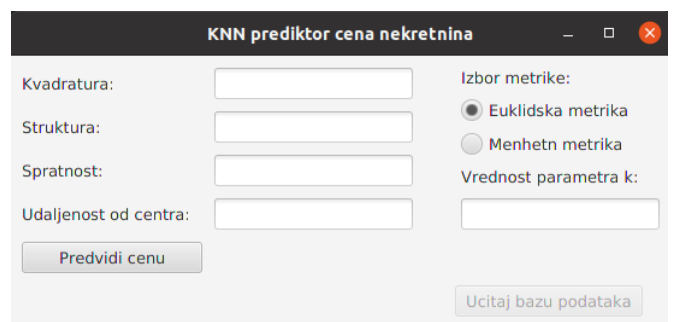 KNN prediktor cena nekretnina
Kvadratura:
Struktura:
Spratnost:
Udaljenost od centra:
Predvidi cenu
Izbor metrike:
Euklidska metrika
Menhetn metrika
Vrednost parametra k:
Ucitaj bazu podataka